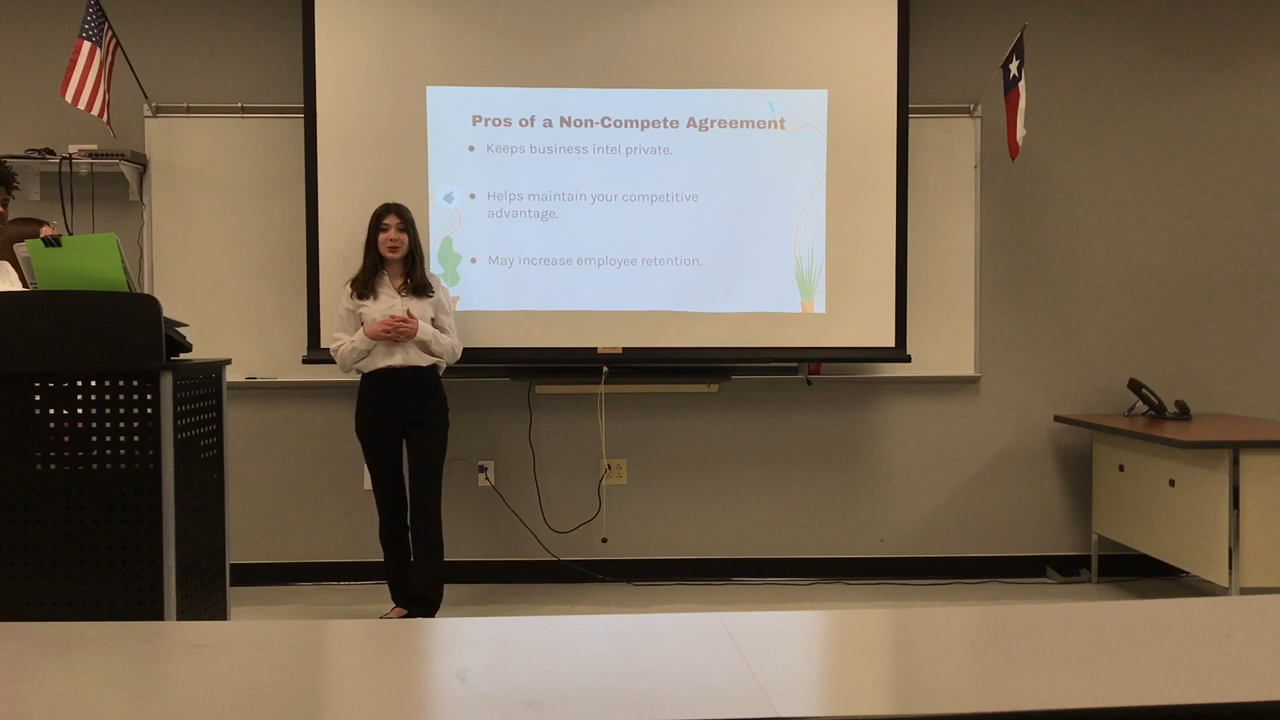 Pros of a Non-Compete Agreement
Keeps business intel private.
Helps maintain your competitive
advantage.
May increase employee retention.